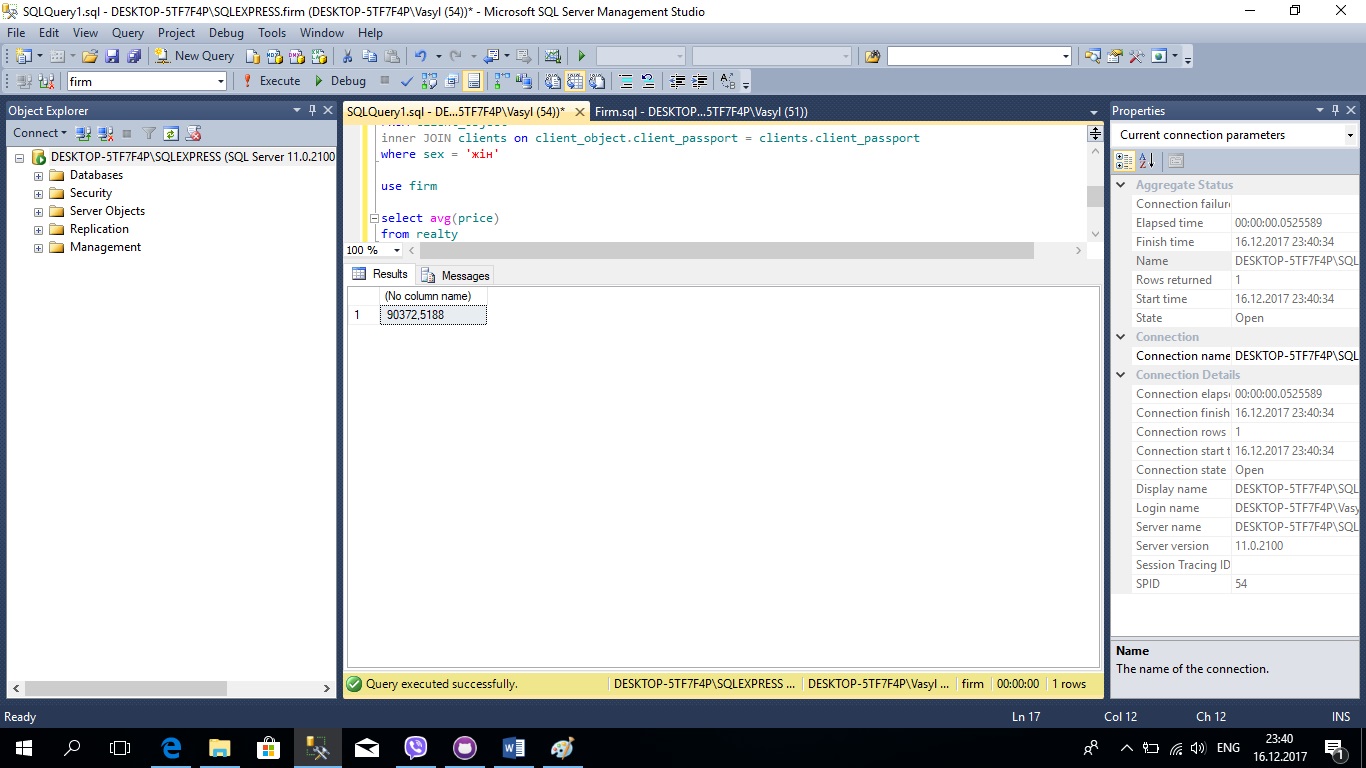 SQLQuery1.sql - DESKTOP-5TF7F4P\SQLEXPRESS.firm (DESKTOP-5TF7F4P\Vasyl (54))* - Microsoft SQL Server Management Studio
File Edit View Query Project Debug Tools Window Help
New Query
firm Execute Debug
Object Explorer
Connect
DESKTOP-5TF7F4P\SQLEXPRESS (SQL Server 11.0.2100
Databases
Security
Server Objects
Replication
Management
SQLQuery1.sql - DE...5TF7F4P\Vasyl (54))* Firm.sql - DESKTOP...5TF7F4P\Vasyl (51))
inner JOIN clients on client_object.client_passport = clients.client_passport
where sex = 'жін'
use firm
select avg(price)
from realty
100 %
Results Messages
(No column name)
1 90372,5188
Query executed successfully. DESKTOP-5TF7F4P\SQLEXPRESS ... DESKTOP-5TF7F4P\Vasyl ... firm 00:00:00 1 rows
Properties
Current connection parameters
Aggregate Status
Connection failur
Elapsed time 00:00:00.0525589
Finish time 16.12.2017 23:40:34
Name DESKTOP-5TF7F4P\SQL
Rows returned 1
Start time 16.12.2017 23:40:34
State Open
Connection
Connection name DESKTOP-5TF7F4P\SQL
Connection Details
Connection elaps 00:00:00.0525589
Connection finish 16.12.2017 23:40:34
Connection rows 1
Connection start t 16.12.2017 23:40:34
Connection state Open
Display name DESKTOP-5TF7F4P\SQL
Login name DESKTOP-5TF7F4P\Vasy
Server name DESKTOP-5TF7F4P\SQL
Server version 11.0.2100
Session Tracing ID
SPID 54
Name
The name of the connection.
Ready Ln 17 Col 12 Ch 12 INS
ENG
23:40
16.12.2017
1